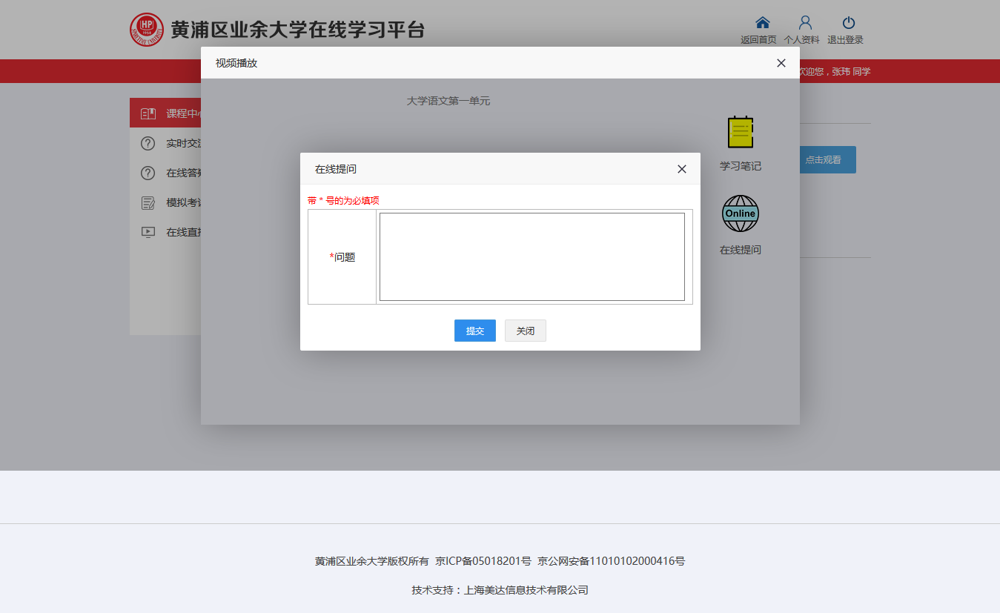 HP
1958
黄浦区业余大学在线学习平台
返回首页 个人资料 退出登录
视频播放
欢迎您，张玮 同学
大学语文第一单元
课程中心
实时交流
在线答疑
模拟考试
在线直播
学习笔记
点击观看
在线提问
带 * 号的为必填项
*问题
Online
在线提问
提交 关闭
黄浦区业余大学版权所有 京ICP备05018201号 京公网安备11010102000416号
技术支持：上海美达信息技术有限公司